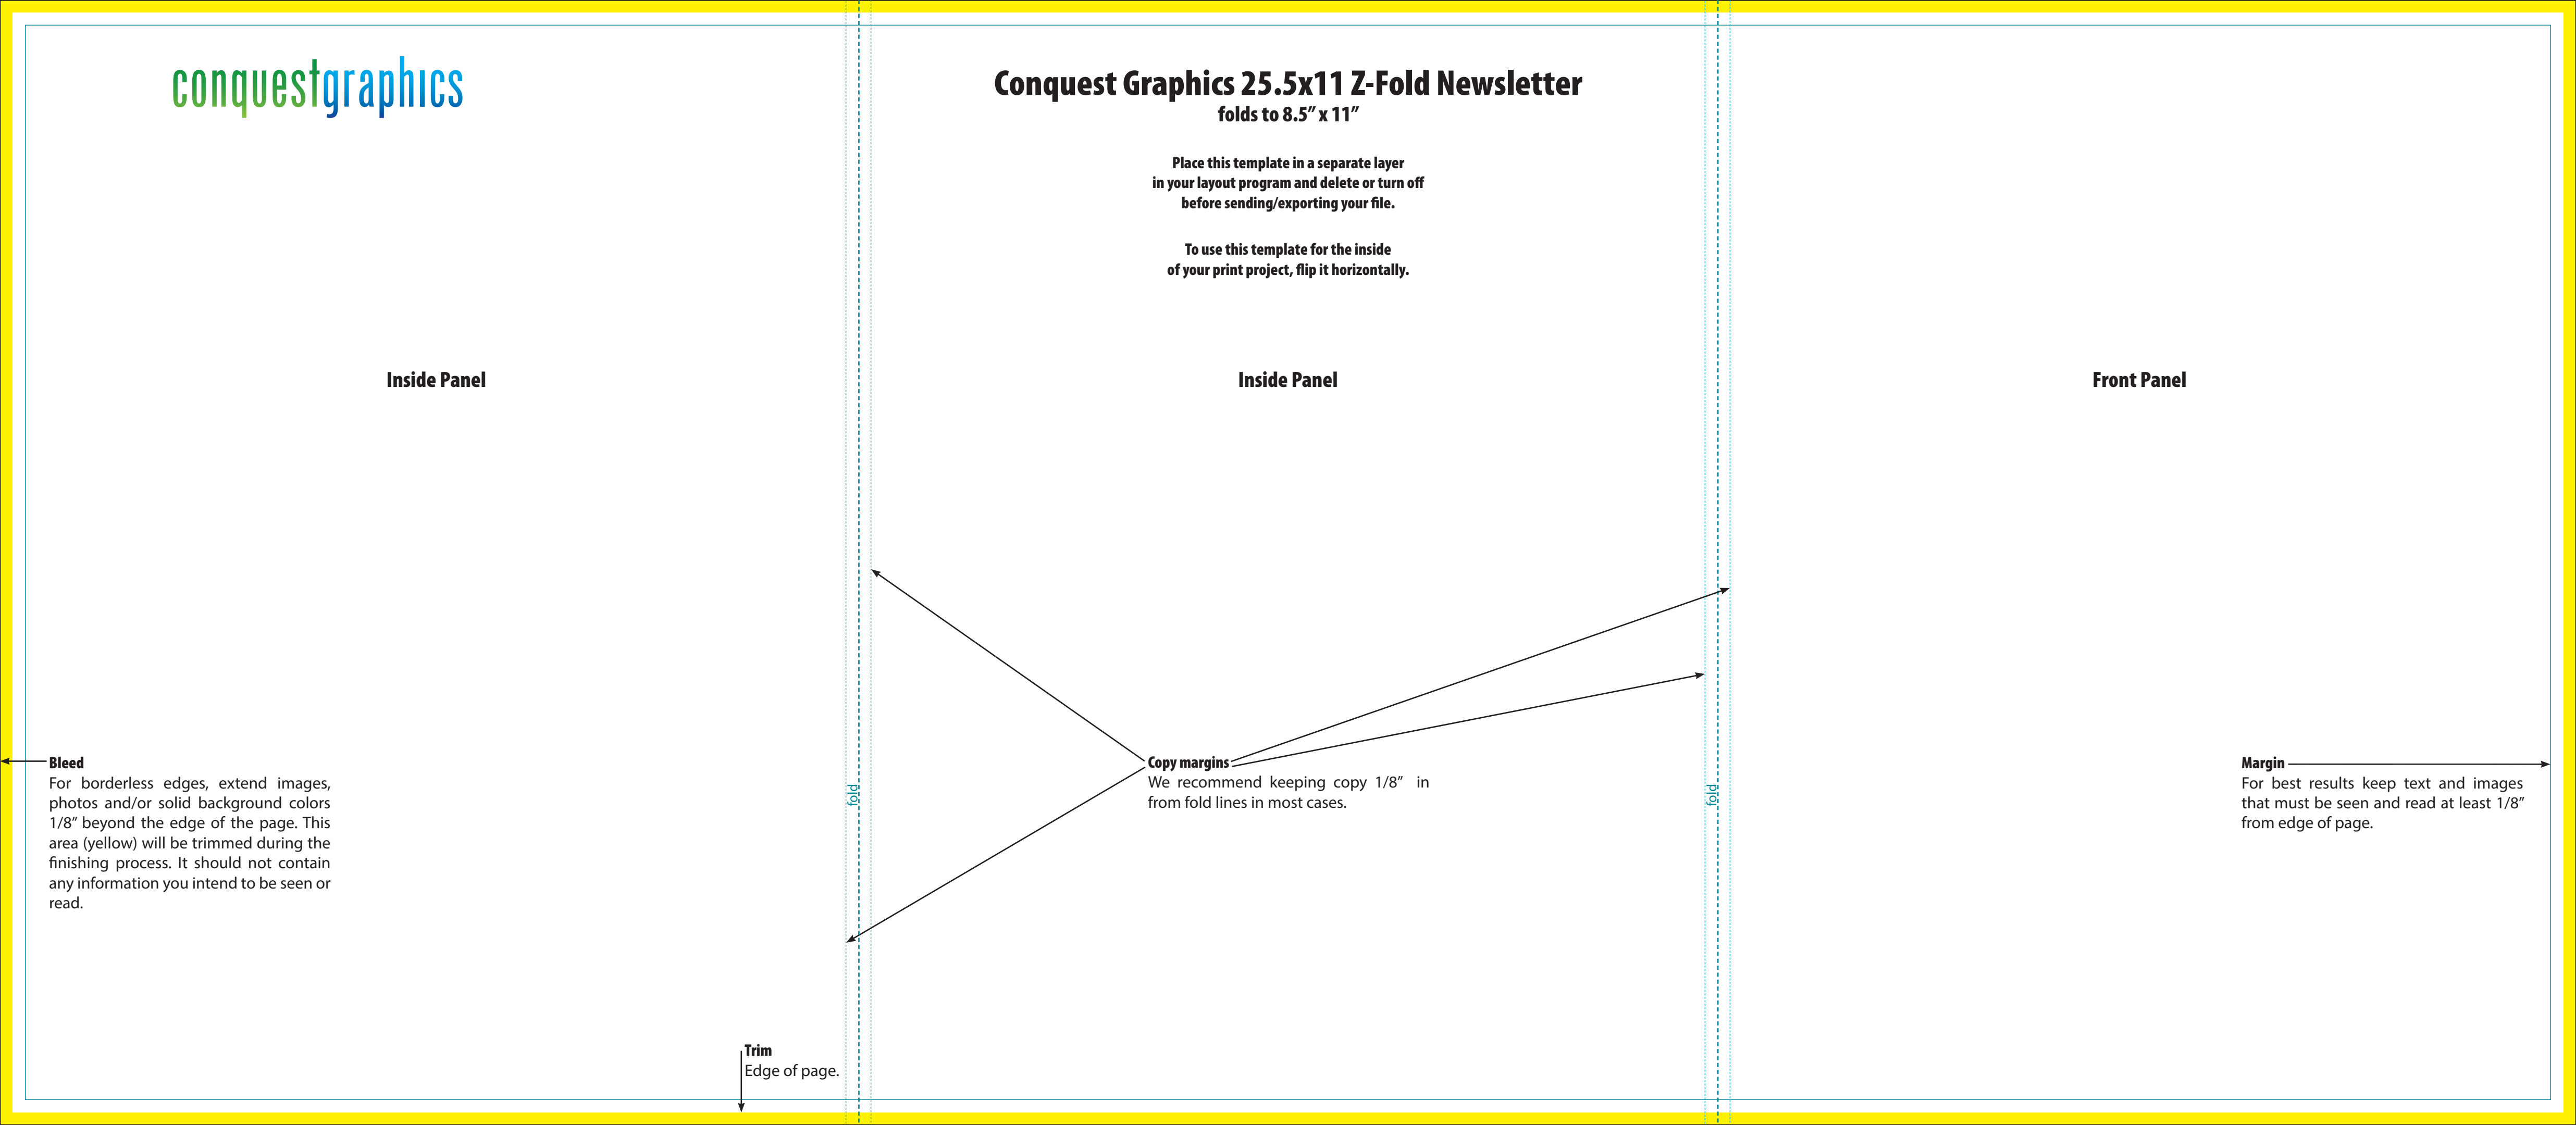 conquestgraphics
Conquest Graphics 25.5x11 Z-Fold Newsletter
folds to 8.5” x 11”
Place this template in a separate layer
in your layout program and delete or turn off
before sending/exporting your file.
To use this template for the inside
of your print project, flip it horizontally.
Inside Panel
Inside Panel
Front Panel
Bleed
For borderless edges, extend images,
photos and/or solid background colors
1/8” beyond the edge of the page. This
area (yellow) will be trimmed during the
finishing process. It should not contain
any information you intend to be seen or
read.
fold
Copy margins
We recommend keeping copy 1/8” in
from fold lines in most cases.
fold
Margin
For best results keep text and images
that must be seen and read at least 1/8”
from edge of page.
Trim
Edge of page.